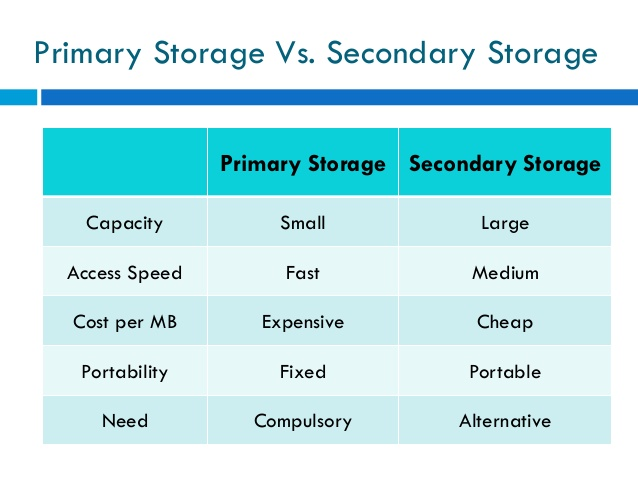 Primary Storage Vs. Secondary Storage
Primary Storage Secondary Storage
Capacity Small Large
Access Speed Fast Medium
Cost per MB Expensive Cheap
Portability Fixed Portable
Need Compulsory Alternative